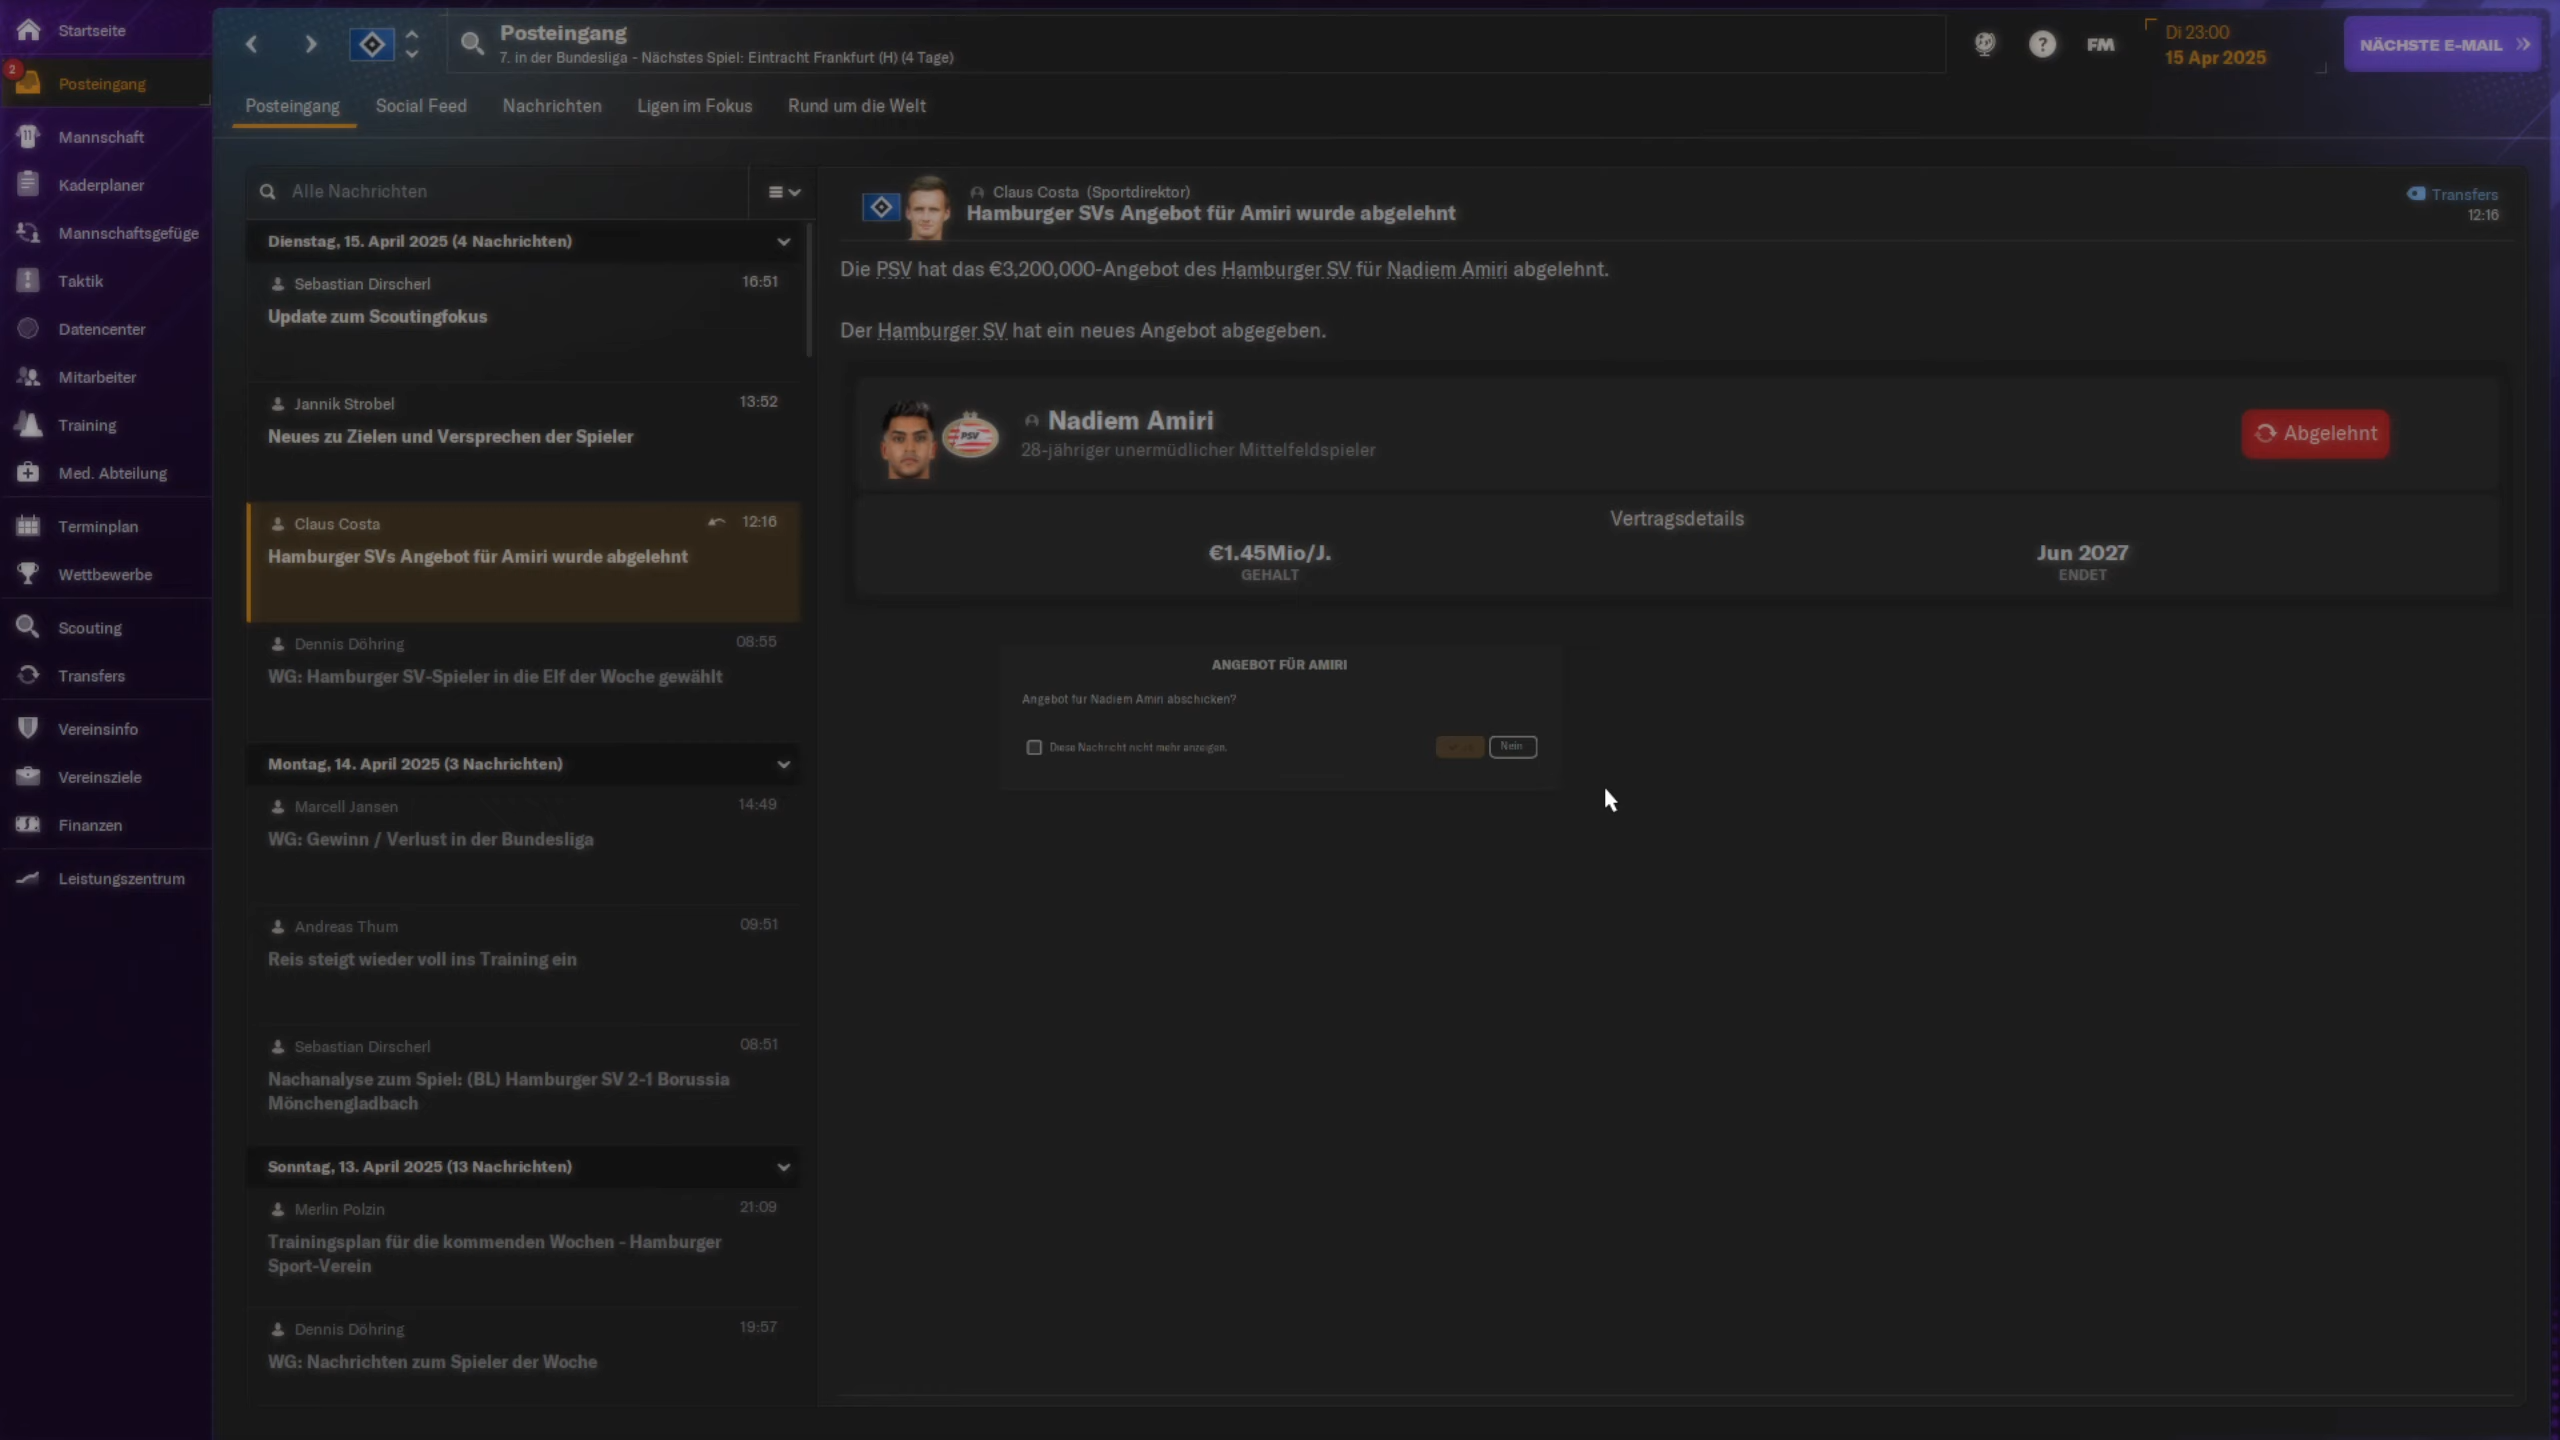 Startseite
2
Posteingang
Mannschaft
Kaderplaner
Mannschaftsgefüge
Taktik
Datencenter
Mitarbeiter
Training
Med. Abteilung
Terminplan
Wettbewerbe
Scouting
Transfers
Vereinsinfo
Vereinsziele
Finanzen
Leistungszentrum
Posteingang
7. in der Bundesliga - Nächstes Spiel: Eintracht Frankfurt (H) (4 Tage)
FM
Di 23:00
15 Apr 2025
NÄCHSTE E-MAIL
Posteingang Social Feed Nachrichten Ligen im Fokus Rund um die Welt
Alle Nachrichten
Dienstag, 15. April 2025 (4 Nachrichten)
Sebastian Dirscherl 16:51
Update zum Scoutingfokus
Jannik Strobel 13:52
Neues zu Zielen und Versprechen der Spieler
Claus Costa 12:16
Hamburger SVs Angebot für Amiri wurde abgelehnt
Dennis Döhring 08:55
WG: Hamburger SV-Spieler in die Elf der Woche gewählt
Montag, 14. April 2025 (3 Nachrichten)
Marcell Jansen 14:49
WG: Gewinn / Verlust in der Bundesliga
Andreas Thum 09:51
Reis steigt wieder voll ins Training ein
Sebastian Dirscherl 08:51
Nachanalyse zum Spiel: (BL) Hamburger SV 2-1 Borussia
Mönchengladbach
Sonntag, 13. April 2025 (13 Nachrichten)
Merlin Polzin 21:09
Trainingsplan für die kommenden Wochen - Hamburger
Sport-Verein
Dennis Döhring 19:57
WG: Nachrichten zum Spieler der Woche
Claus Costa (Sportdirektor)
Hamburger SVs Angebot für Amiri wurde abgelehnt
Transfers
12:16
Die PSV hat das €3,200,000-Angebot des Hamburger SV für Nadiem Amiri abgelehnt.
Der Hamburger SV hat ein neues Angebot abgegeben.
PSV
Nadiem Amiri
28-jähriger unermüdlicher Mittelfeldspieler
Abgelehnt
Vertragsdetails
€1.45Mio/J. Jun 2027
GEHALT ENDET
ANGEBOT FÜR AMIRI
Angebot für Nadiem Amiri abschicken?
Diese Nachricht nicht mehr anzeigen.
Nein